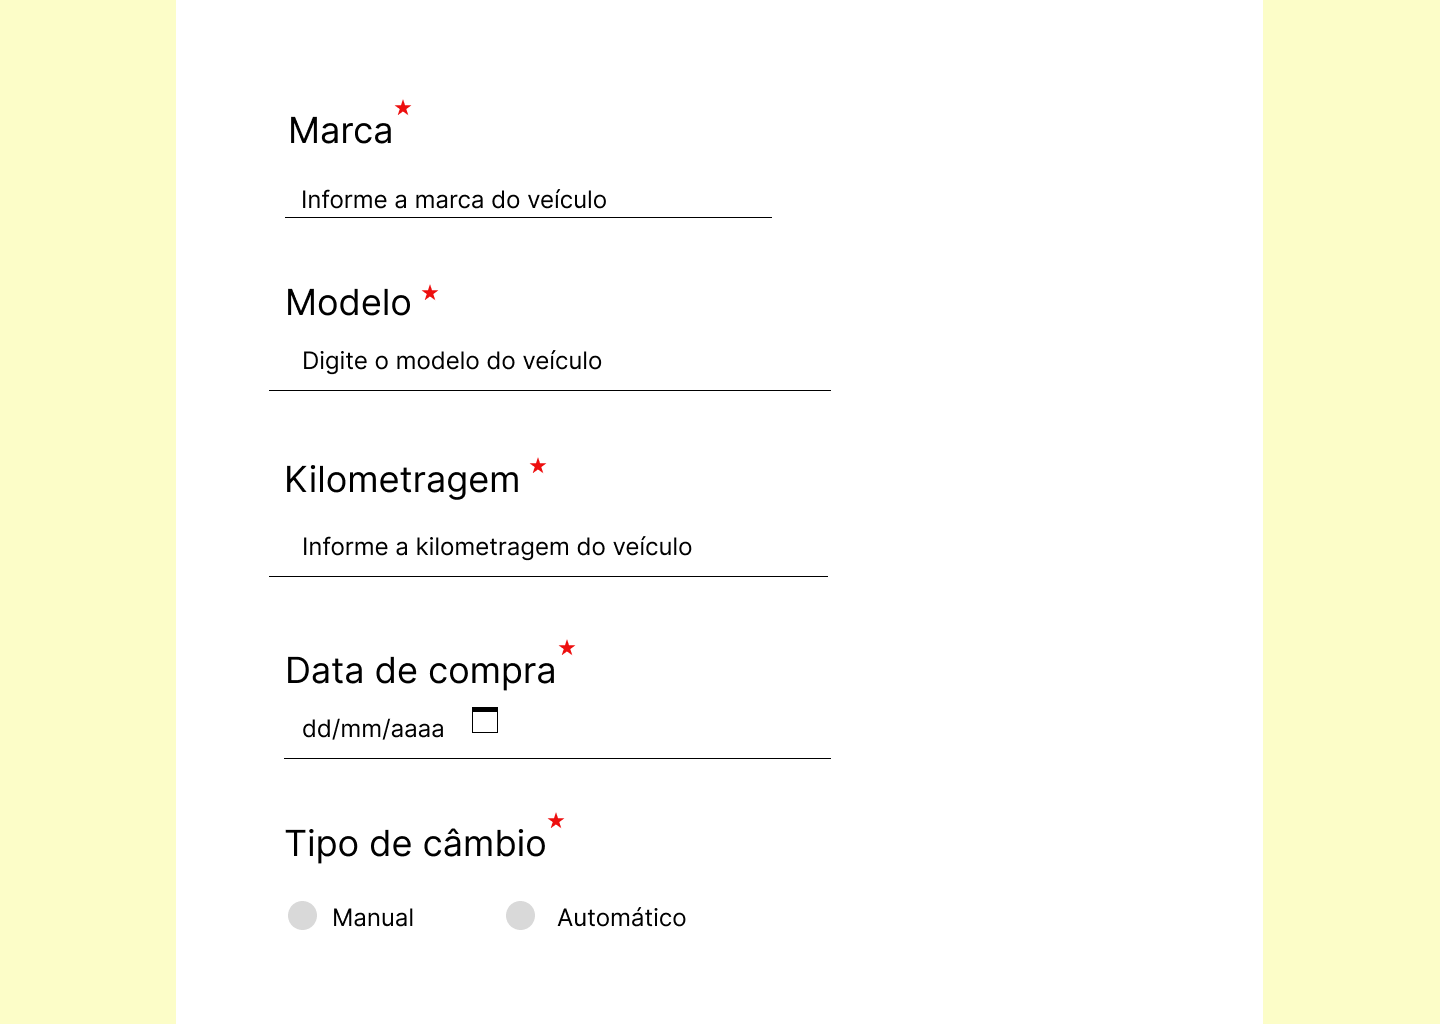 Marca★
Informe a marca do veículo
Modelo ★
Digite o modelo do veículo
Kilometragem ★
Informe a kilometragem do veículo
Data de compra★
dd/mm/aaaa
Tipo de câmbio★
Manual
Automático